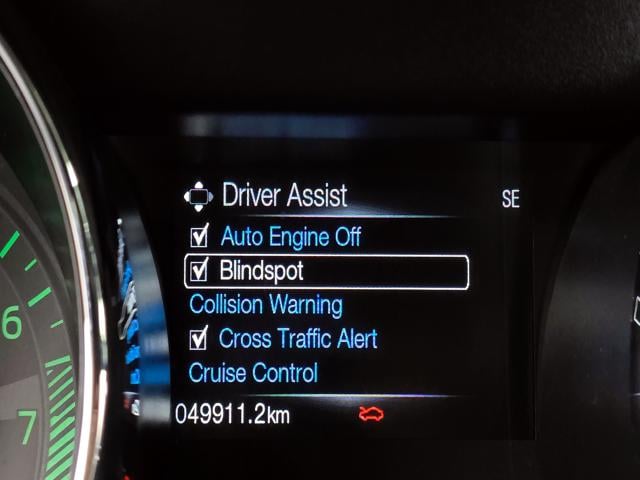 Driver Assist SE
Auto Engine Off
Blindspot
Collision Warning
Cross Traffic Alert
Cruise Control
049911.2km
6
7